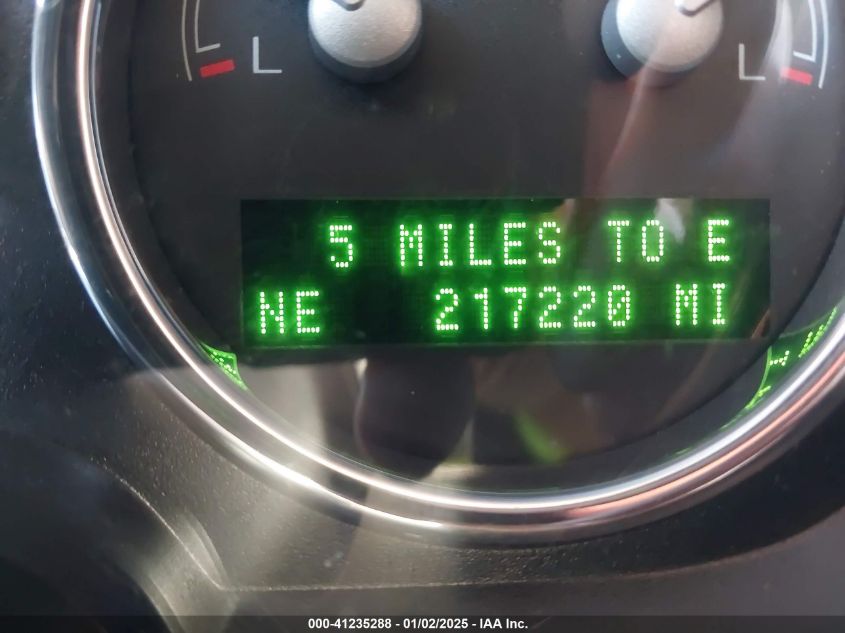 L L
5 MILES TO E
NE 217220 MI
000-41235288 - 01/02/2025 - IAA Inc.